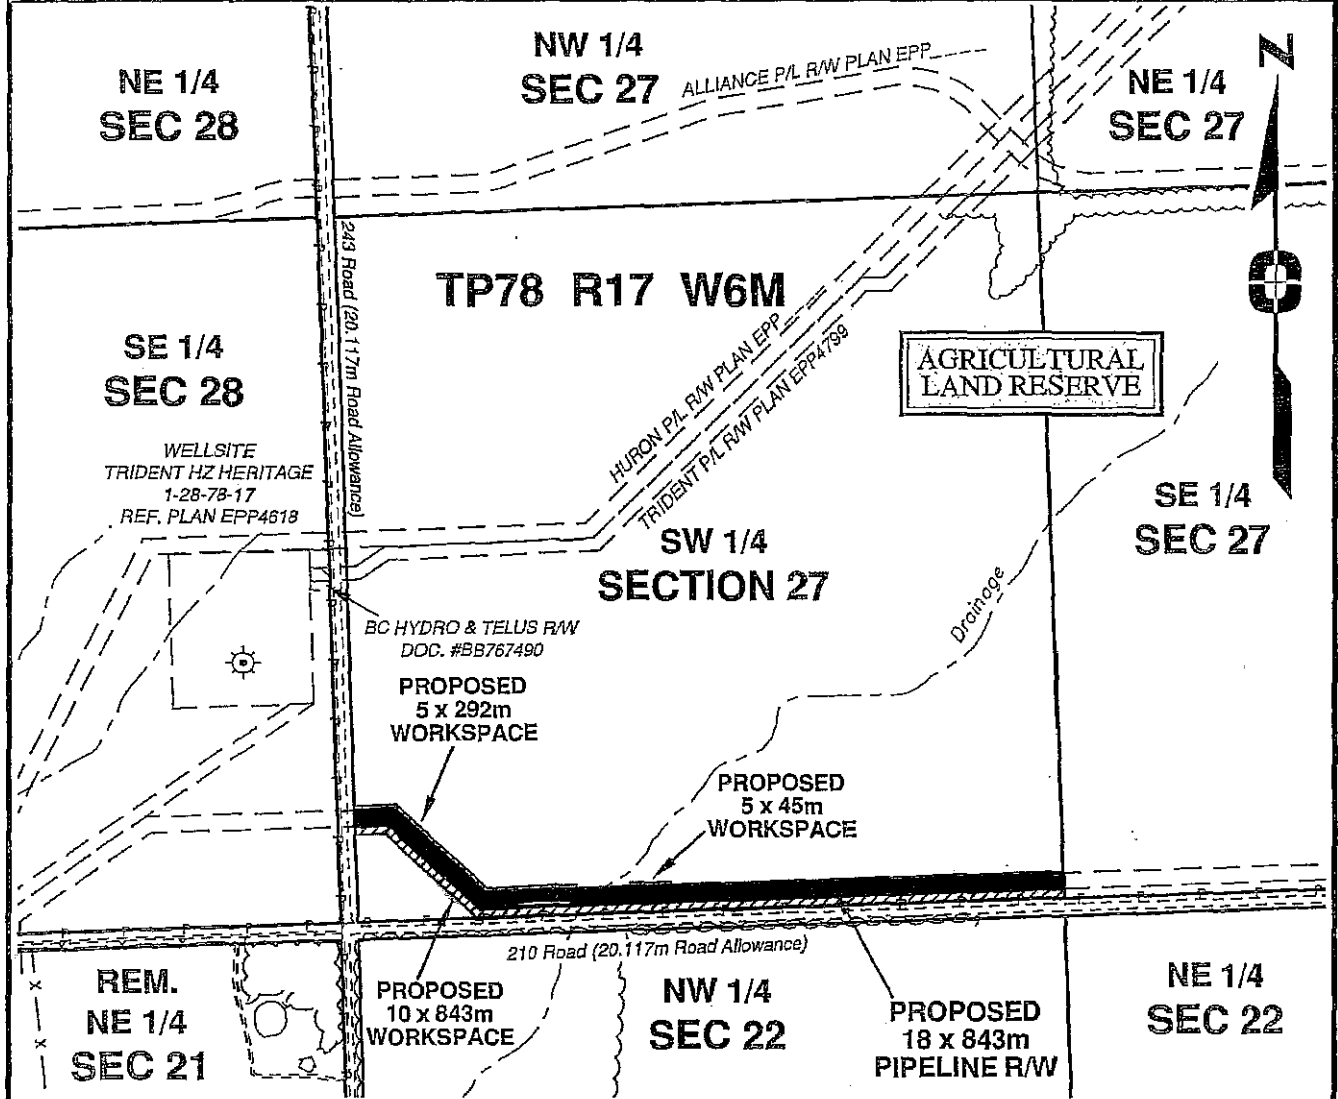 NE 1/4
SEC 28
NW 1/4
SEC 27
ALLIANCE P/L R/W PLAN EPP
NE 1/4
SEC 27
N
243 Road (20.117m Road Allowance)
TP78 R17 W6M
HURON P/L R/W PLAN EPP
TRIDENT P/L R/W PLAN EPP4799
AGRICULTURAL
LAND RESERVE
SE 1/4
SEC 28
WELLSITE
TRIDENT HZ HERITAGE
1-28-78-17
REF. PLAN EPP4618
SW 1/4
SECTION 27
SE 1/4
SEC 27
Drainage
BC HYDRO & TELUS R/W
DOC. #BB767490
PROPOSED
5 x 292m
WORKSPACE
PROPOSED
5 x 45m
WORKSPACE
210 Road (20.117m Road Allowance)
REM.
NE 1/4
SEC 21
PROPOSED
10 x 843m
WORKSPACE
NW 1/4
SEC 22
PROPOSED
18 x 843m
PIPELINE R/W
NE 1/4
SEC 22
x
x